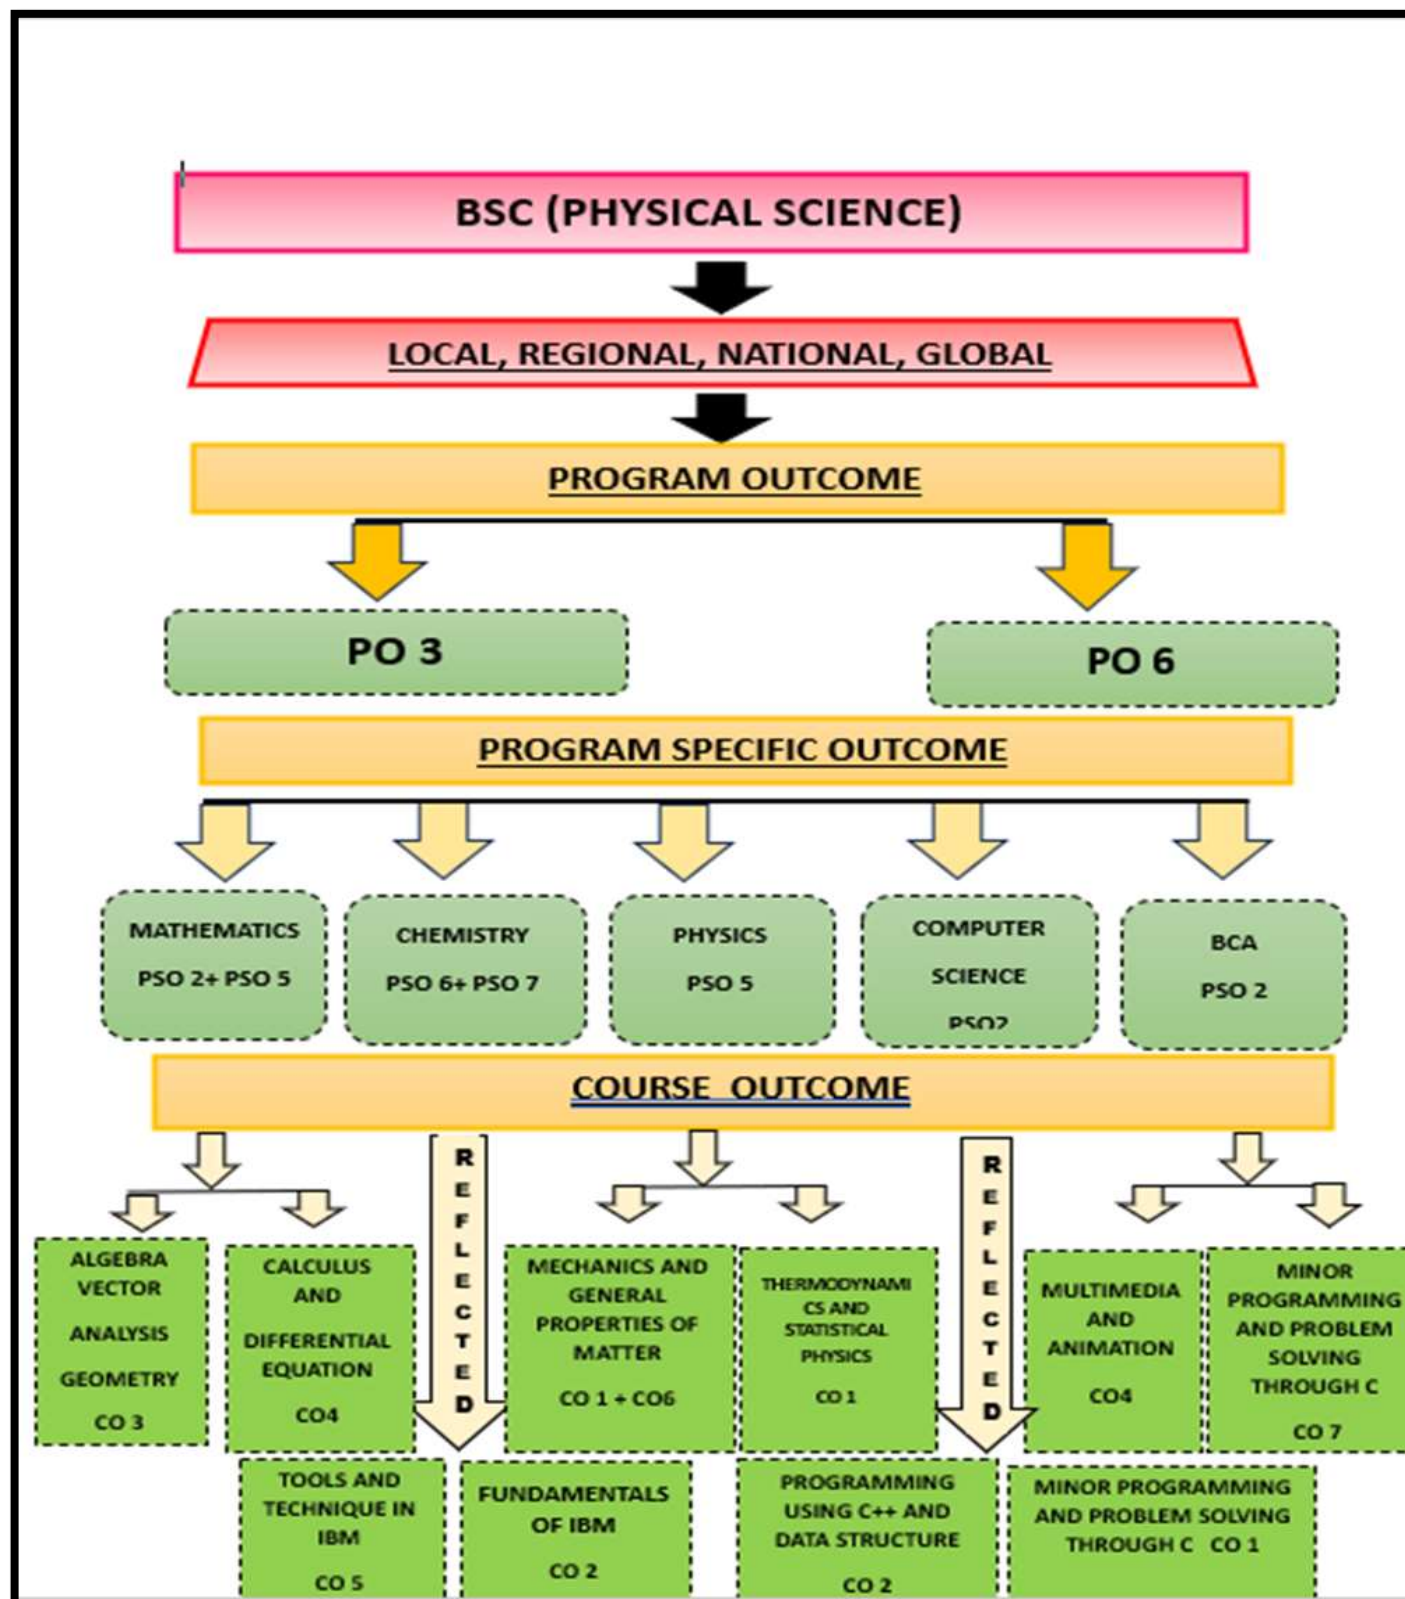 BSC (PHYSICAL SCIENCE)
LOCAL, REGIONAL, NATIONAL, GLOBAL
PROGRAM OUTCOME
PO 3
PO 6
PROGRAM SPECIFIC OUTCOME
MATHEMATICS
PSO 2+ PSO 5
CHEMISTRY
PSO 6+ PSO 7
PHYSICS
PSO 5
COMPUTER
SCIENCE
PSO2
BCA
PSO 2
COURSE OUTCOME
REFLECTED
REFLECTED
ALGEBRA
VECTOR
ANALYSIS
GEOMETRY
CO 3
CALCULUS
AND
DIFFERENTIAL
EQUATION
CO4
MECHANICS AND
GENERAL
PROPERTIES OF
MATTER
CO 1 + CO6
THERMODYNAMI
CS AND
STATISTICAL
PHYSICS
CO 1
MULTIMEDIA
AND
ANIMATION
CO4
MINOR
PROGRAMMING
AND PROBLEM
SOLVING
THROUGH C
CO 7
TOOLS AND
TECHNIQUE IN
IBM
CO 5
FUNDAMENTALS
OF IBM
CO 2
PROGRAMMING
USING C++ AND
DATA STRUCTURE
CO 2
MINOR PROGRAMMING
AND PROBLEM SOLVING
THROUGH C CO 1